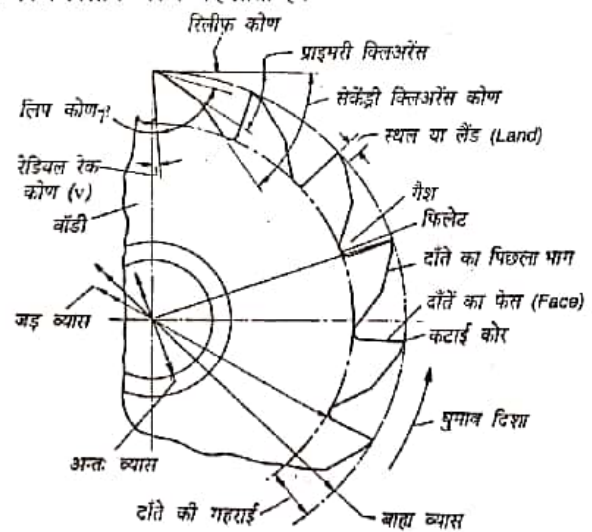 रिलीफ़ कोण
प्राइमरी क्लिअरेंस
सेकेंड्री क्लिअरेंस कोण
लिप कोण
स्थल या लैंड (Land)
रेडियल रेक
कोण (v)
बॉडी
गैश
फिलेट
दाँते का पिछला भाग
दाँतें का फेस (Face)
जड़ व्यास
कटाई कोर
घुमाव दिशा
अन्तः व्यास
दाँते की गहराई
बाह्य व्यास